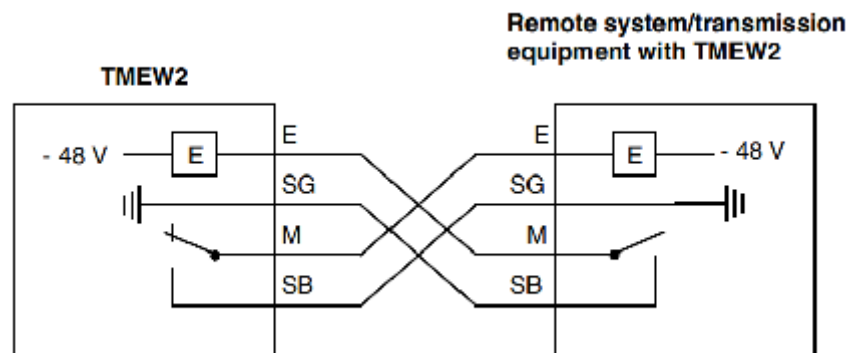 Remote system/transmission
equipment with TMEW2
TMEW2
E
E
- 48 V
E
E
- 48 V
SG
SG
M
M
SB
SB